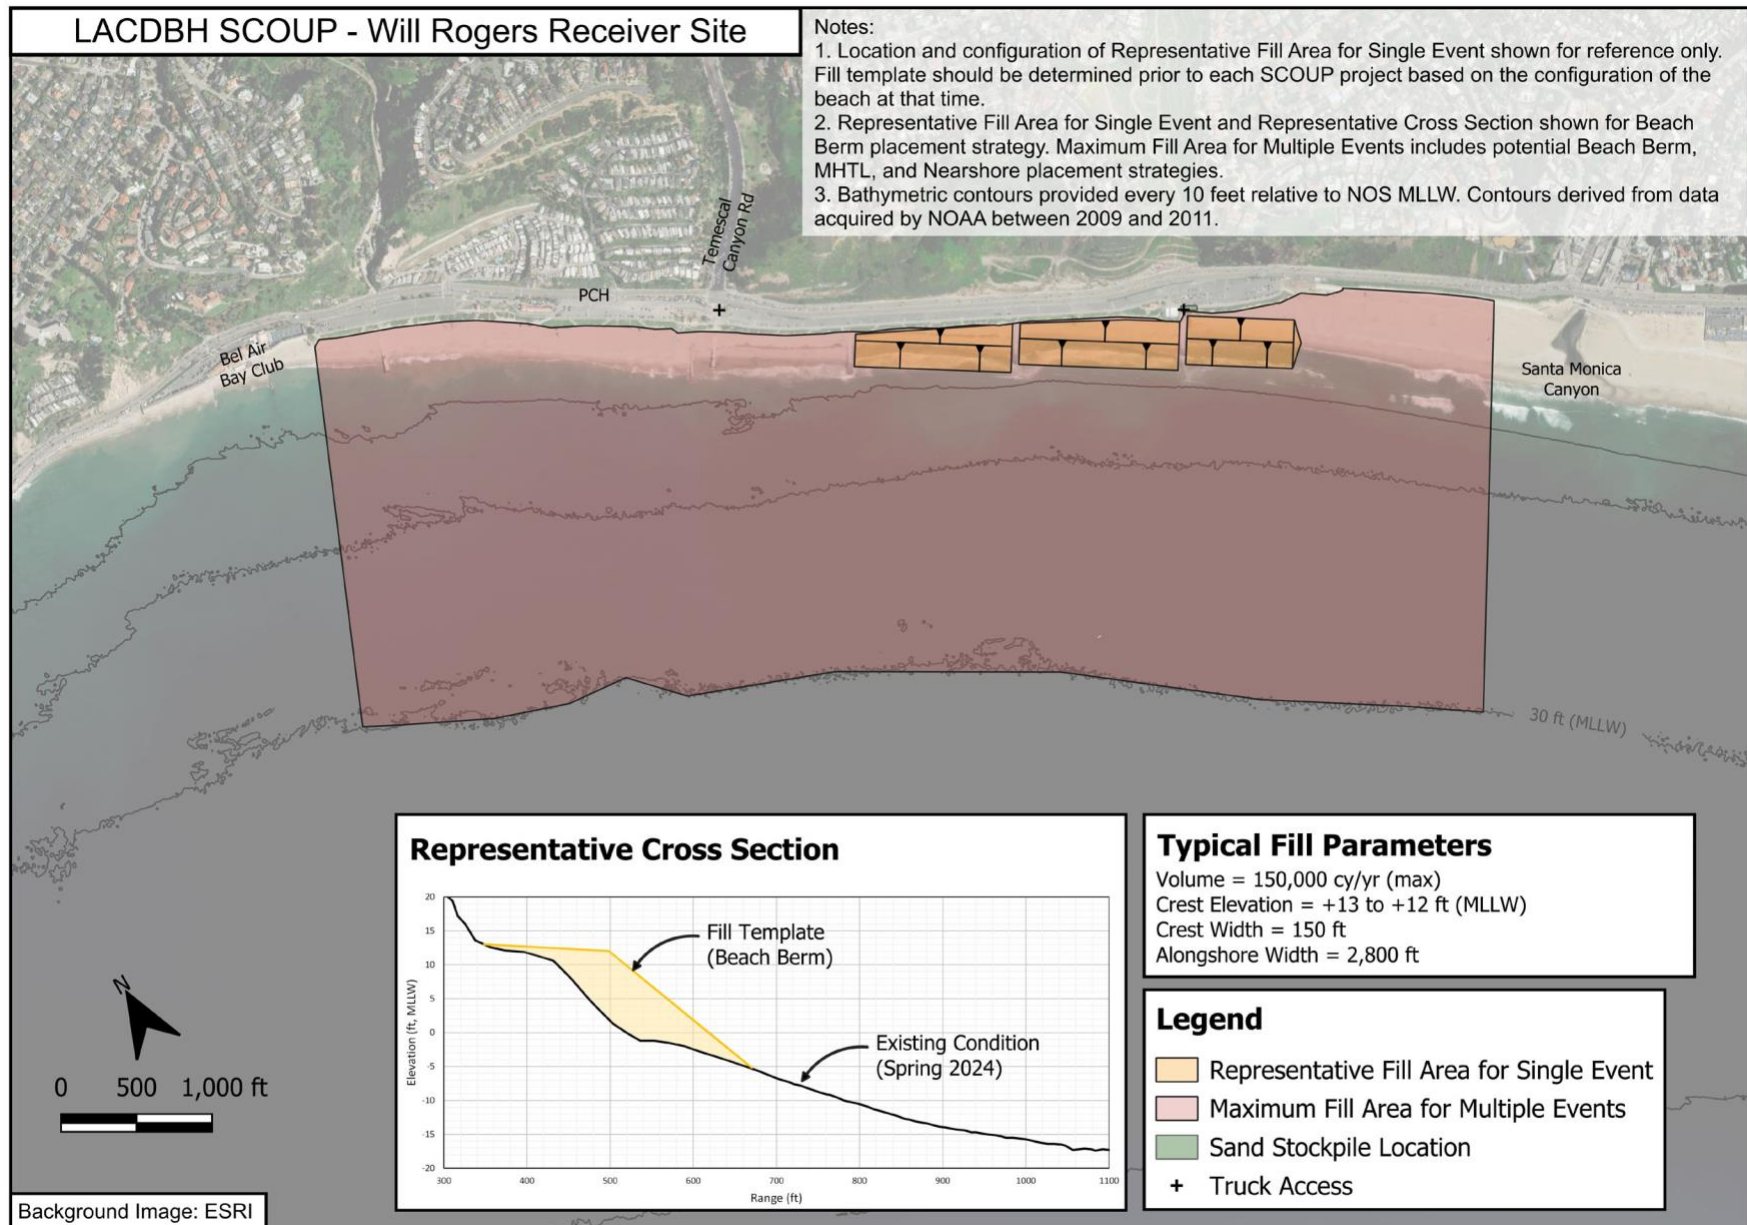 LACDBH SCOUP - Will Rogers Receiver Site
Notes:
1. Location and configuration of Representative Fill Area for Single Event shown for reference only.
Fill template should be determined prior to each SCOUP project based on the configuration of the
beach at that time.
2. Representative Fill Area for Single Event and Representative Cross Section shown for Beach
Berm placement strategy. Maximum Fill Area for Multiple Events includes potential Beach Berm,
MHTL, and Nearshore placement strategies.
3. Bathymetric contours provided every 10 feet relative to NOS MLLW. Contours derived from data
acquired by NOAA between 2009 and 2011.
Temescal
Canyon Rd
PCH
Bel Air
Bay Club
Santa Monica
Canyon
30 ft (MLLW)
Representative Cross Section
20
15
10
5
0
-5
-10
-15
-20
Elevation (ft, MLLW)
Fill Template
(Beach Berm)
Existing Condition
(Spring 2024)
300 400 500 600 700 800 900 1000 1100
Range (ft)
Typical Fill Parameters
Volume = 150,000 cy/yr (max)
Crest Elevation = +13 to +12 ft (MLLW)
Crest Width = 150 ft
Alongshore Width = 2,800 ft
Legend
Representative Fill Area for Single Event
Maximum Fill Area for Multiple Events
Sand Stockpile Location
+ Truck Access
N
0 500 1,000 ft
Background Image: ESRI